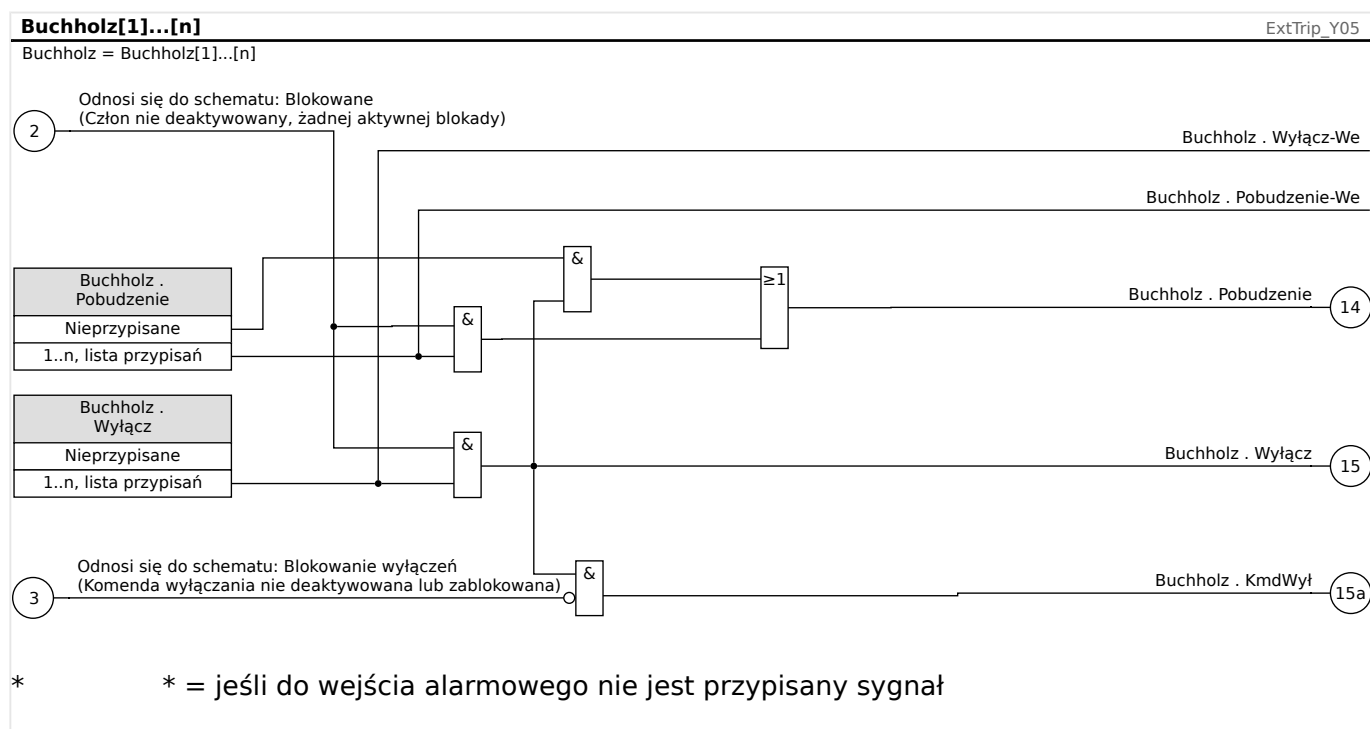 Buchholz[1]...[n]
ExtTrip_Y05
Buchholz = Buchholz[1]...[n]
Odnosi się do schematu: Blokowane
(Człon nie deaktywowany, żadnej aktywnej blokady)
2
Buchholz . Wyłącz-We
Buchholz . Pobudzenie-We
&
≥1
Buchholz .
Pobudzenie
Nieprzypisane
1..n, lista przypisań
&
Buchholz . Pobudzenie
14
Buchholz .
Wyłącz
Nieprzypisane
1..n, lista przypisań
&
Buchholz . Wyłącz
15
Odnosi się do schematu: Blokowanie wyłączeń
(Komenda wyłączania nie deaktywowana lub zablokowana)
3
&
Buchholz . KmdWył
15a
* * = jeśli do wejścia alarmowego nie jest przypisany sygnał